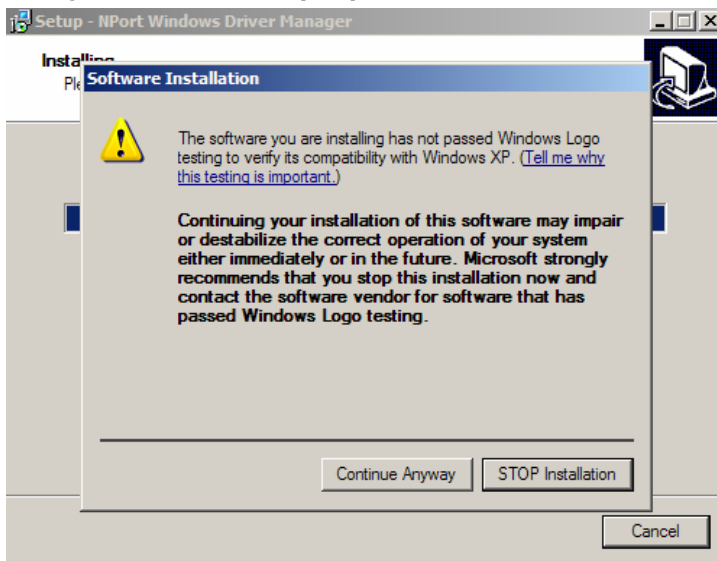 Setup - NPort Windows Driver Manager
Installing
Software Installation
The software you are installing has not passed Windows Logo
testing to verify its compatibility with Windows XP. (Tell me why
this testing is important.)
Continuing your installation of this software may impair
or destabilize the correct operation of your system
either immediately or in the future. Microsoft strongly
recommends that you stop this installation now and
contact the software vendor for software that has
passed Windows Logo testing.
Continue Anyway
STOP Installation
Cancel